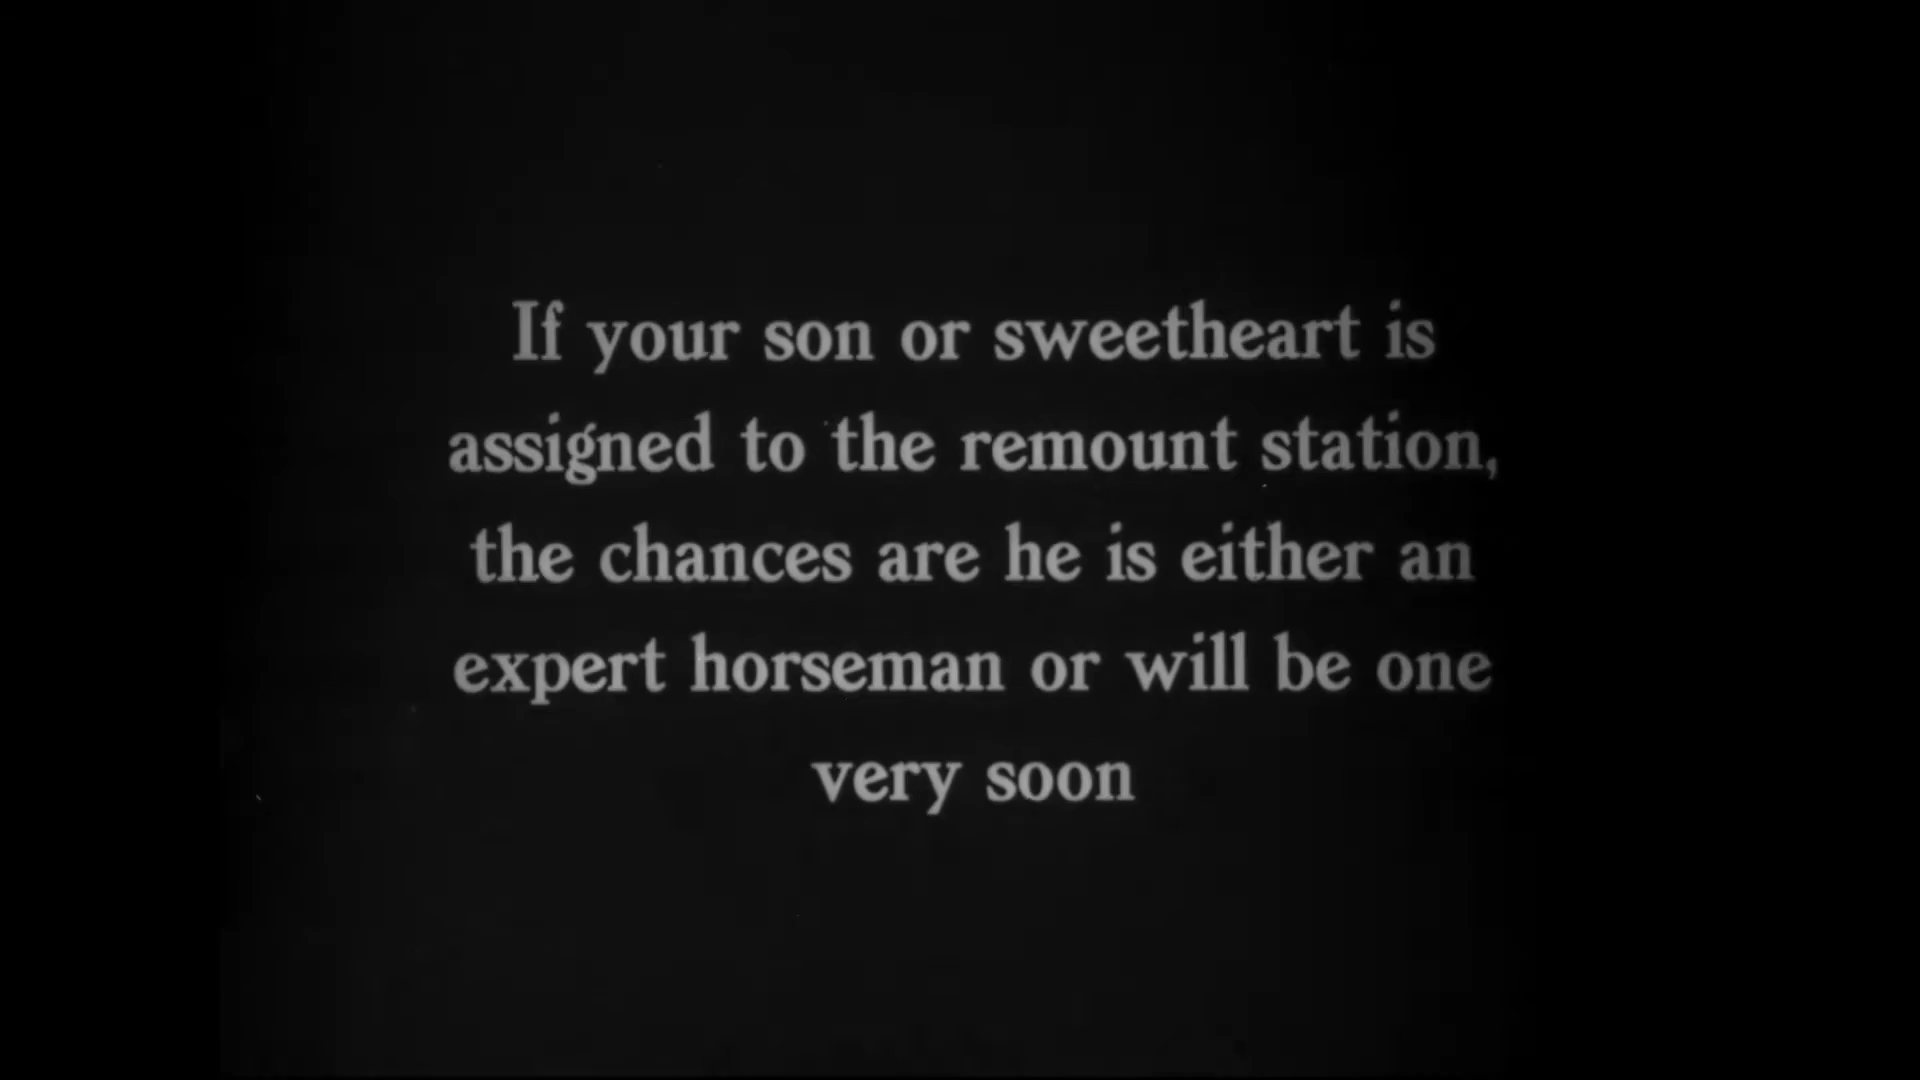 If your son or sweetheart is
assigned to the remount station,
the chances are he is either an
expert horseman or will be one
very soon